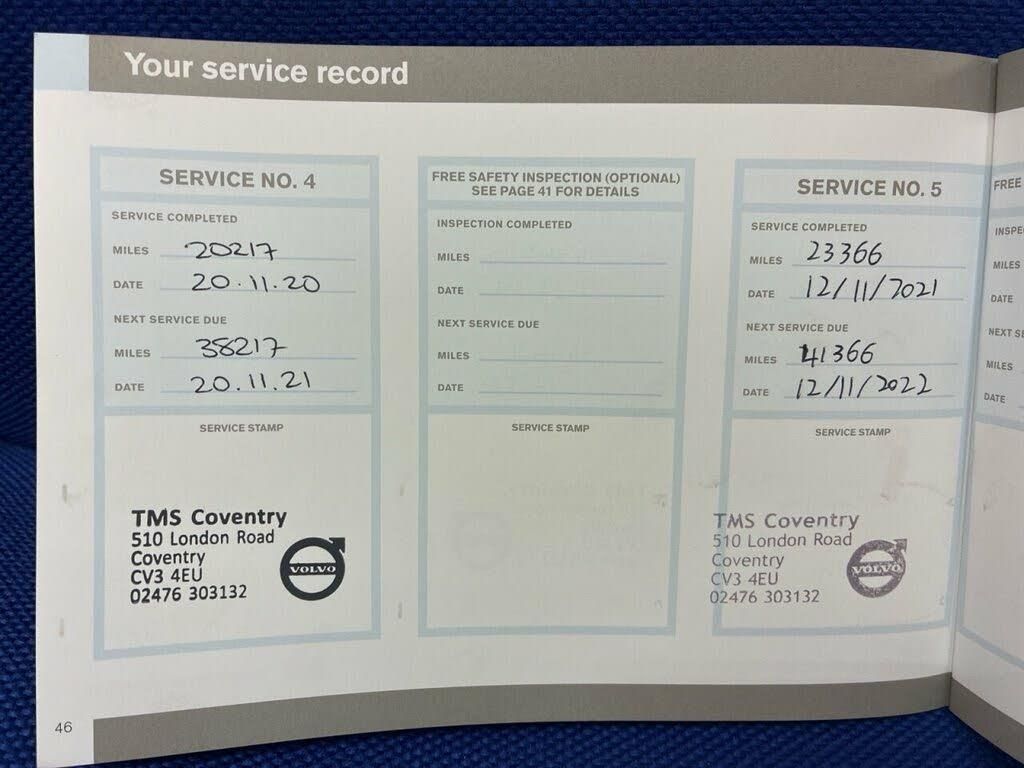 Your service record
SERVICE NO. 4
SERVICE COMPLETED
MILES 20217
DATE 20.11.20
NEXT SERVICE DUE
MILES 38217
DATE 20.11.21
SERVICE STAMP
TMS Coventry
510 London Road
Coventry
CV3 4EU
02476 303132
VOLVO
FREE SAFETY INSPECTION (OPTIONAL)
SEE PAGE 41 FOR DETAILS
INSPECTION COMPLETED
MILES
DATE
NEXT SERVICE DUE
MILES
DATE
SERVICE STAMP
SERVICE NO. 5
SERVICE COMPLETED
MILES 23366
DATE 12/11/2021
NEXT SERVICE DUE
MILES 41366
DATE 12/11/2022
SERVICE STAMP
TMS Coventry
510 London Road
Coventry
CV3 4EU
02476 303132
VOLVO
FREE
MILES
DATE
MILES
DATE
46